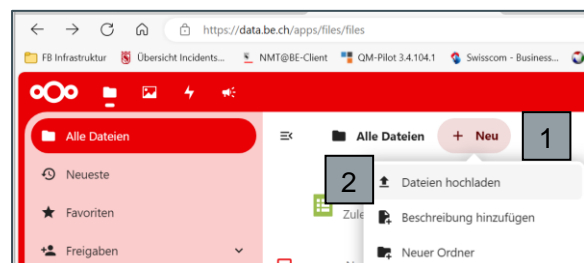 https://data.be.ch/apps/files/files
FB Infrastruktur Übersicht Incidents... NMT@BE-Client QM-Pilot 3.4.104.1 Swisscom - Business...
Alle Dateien
Alle Dateien + Neu 1
Neueste
2 Dateien hochladen
Favoriten
Zule
Beschreibung hinzufügen
Freigaben
Neuer Ordner